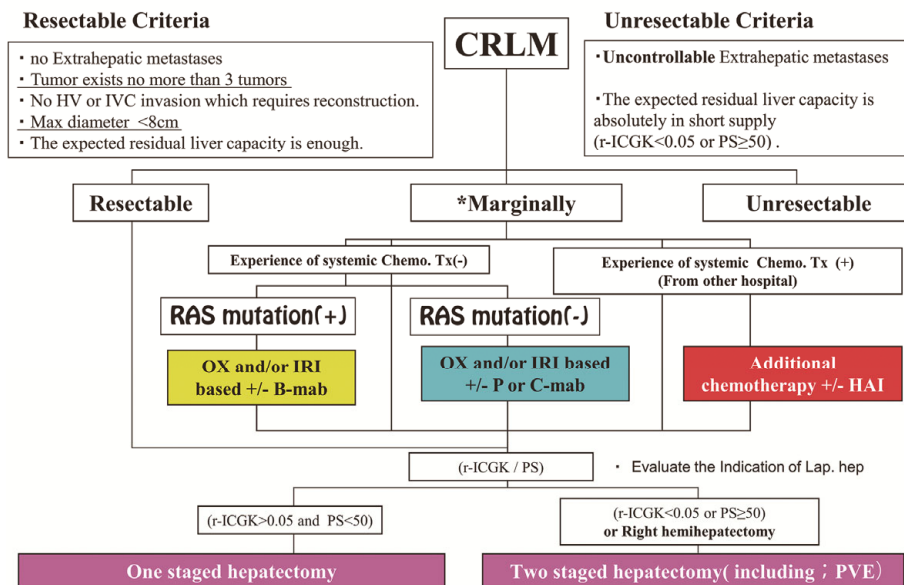 Resectable Criteria
・no Extrahepatic metastases
・Tumor exists no more than 3 tumors
・No HV or IVC invasion which requires reconstruction.
・Max diameter <8cm
・The expected residual liver capacity is enough.
CRLM
Unresectable Criteria
・Uncontrollable Extrahepatic metastases
・The expected residual liver capacity is
absolutely in short supply
(r-ICGK<0.05 or PS≥50) .
Resectable
*Marginally
Unresectable
Experience of systemic Chemo. Tx(-)
Experience of systemic Chemo. Tx (+)
(From other hospital)
RAS mutation(+)
RAS mutation(-)
OX and/or IRI
based +/- B-mab
OX and/or IRI based
+/- P or C-mab
Additional
chemotherapy +/- HAI
(r-ICGK / PS)
・ Evaluate the Indication of Lap. hep
(r-ICGK>0.05 and PS<50)
(r-ICGK<0.05 or PS≥50)
or Right hemihepatectomy
One staged hepatectomy
Two staged hepatectomy( including ; PVE)